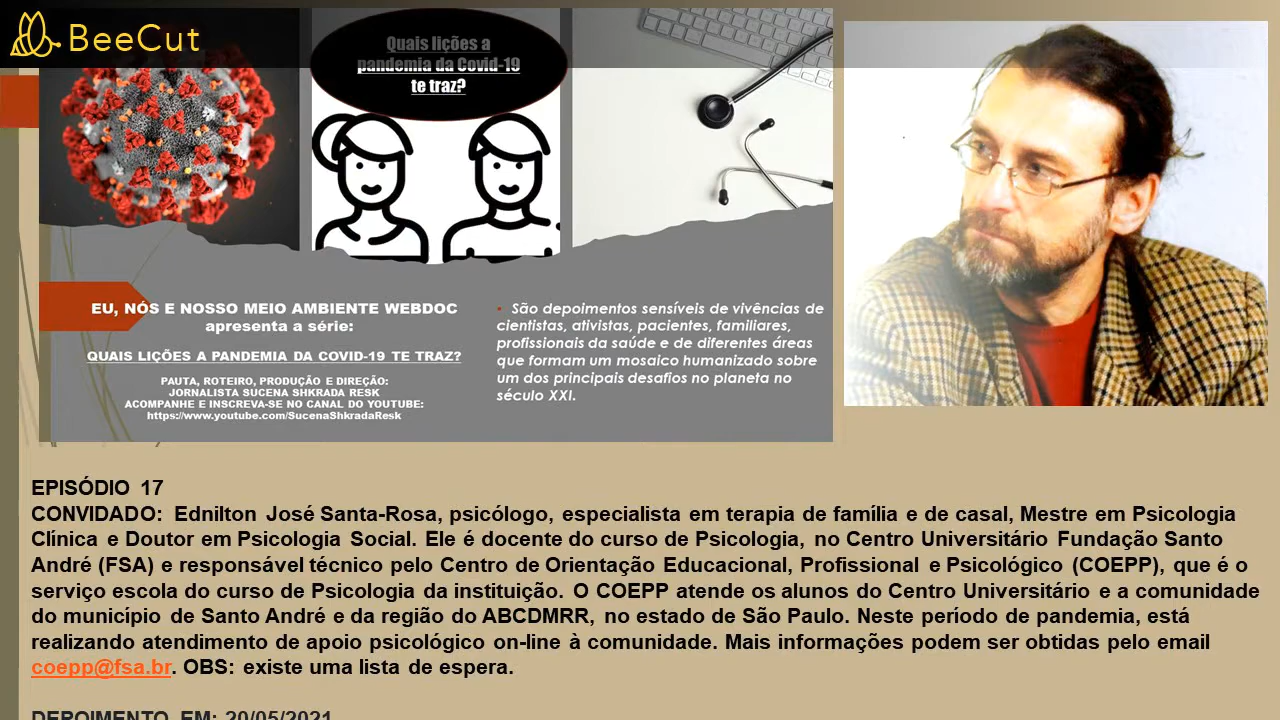 BeeCut
Quais lições a
pandemia da Covid-19
te traz?
EU, NÓS E NOSSO MEIO AMBIENTE WEBDOC
apresenta a série:
QUAIS LIÇÕES A PANDEMIA DA COVID-19 TE TRAZ?
PAUTA, ROTEIRO, PRODUÇÃO E DIREÇÃO:
JORNALISTA SUCENA SHKRADA RESK
ACOMPANHE E INSCREVA-SE NO CANAL DO YOUTUBE:
https://www.youtube.com/SucenaShkradaResk
• São depoimentos sensíveis de vivências de
cientistas, ativistas, pacientes, familiares,
profissionais da saúde e de diferentes áreas
que formam um mosaico humanizado sobre
um dos principais desafios no planeta no
século XXI.
EPISÓDIO 17
CONVIDADO: Ednilton José Santa-Rosa, psicólogo, especialista em terapia de família e de casal, Mestre em Psicologia
Clínica e Doutor em Psicologia Social. Ele é docente do curso de Psicologia, no Centro Universitário Fundação Santo
André (FSA) e responsável técnico pelo Centro de Orientação Educacional, Profissional e Psicológico (COEPP), que é o
serviço escola do curso de Psicologia da instituição. O COEPP atende os alunos do Centro Universitário e a comunidade
do município de Santo André e da região do ABCDMRR, no estado de São Paulo. Neste período de pandemia, está
realizando atendimento de apoio psicológico on-line à comunidade. Mais informações podem ser obtidas pelo email
coepp@fsa.br. OBS: existe uma lista de espera.
DEPOIMENTO EM: 20/05/2021